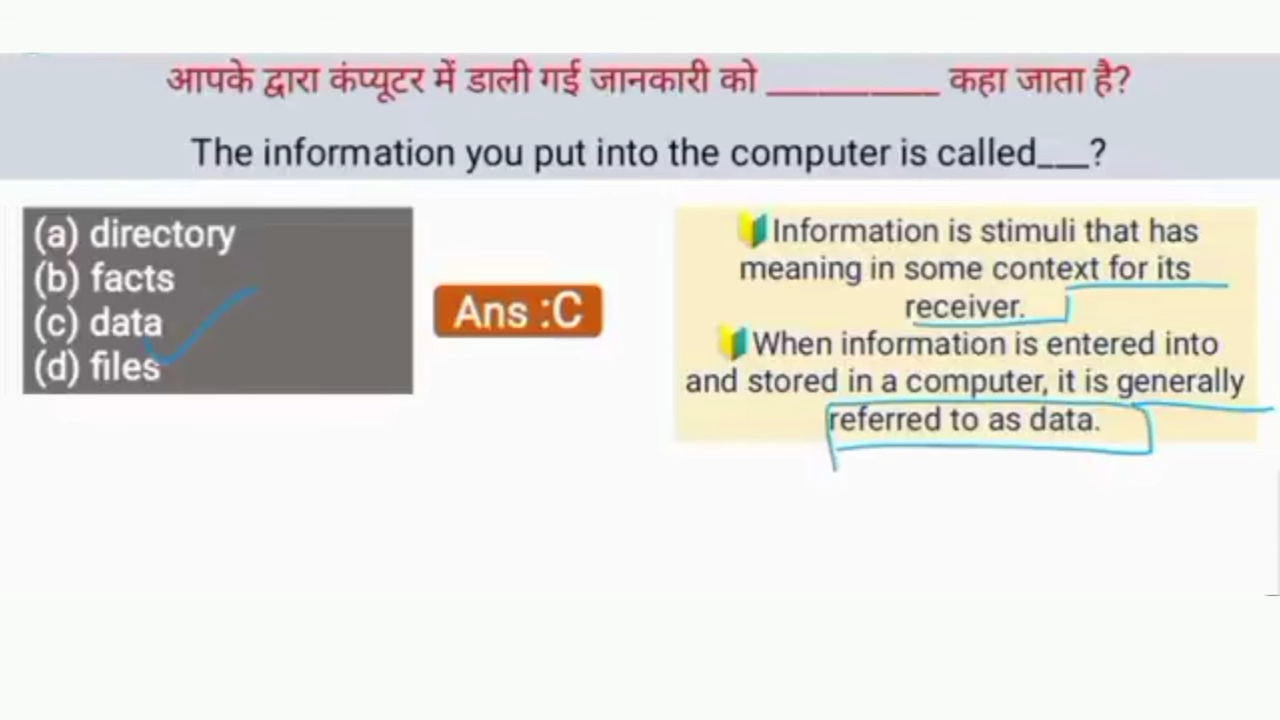 आपके द्वारा कंप्यूटर में डाली गई जानकारी को __________ कहा जाता है?
The information you put into the computer is called___?
(a) directory
(b) facts
(c) data
(d) files
Ans :C
Information is stimuli that has
meaning in some context for its
receiver.
When information is entered into
and stored in a computer, it is generally
referred to as data.